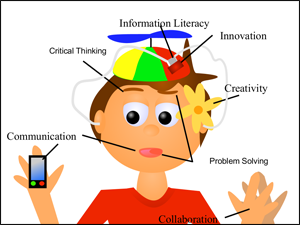 Information Literacy
Innovation
Critical Thinking
Creativity
Communication
Problem Solving
Collaboration